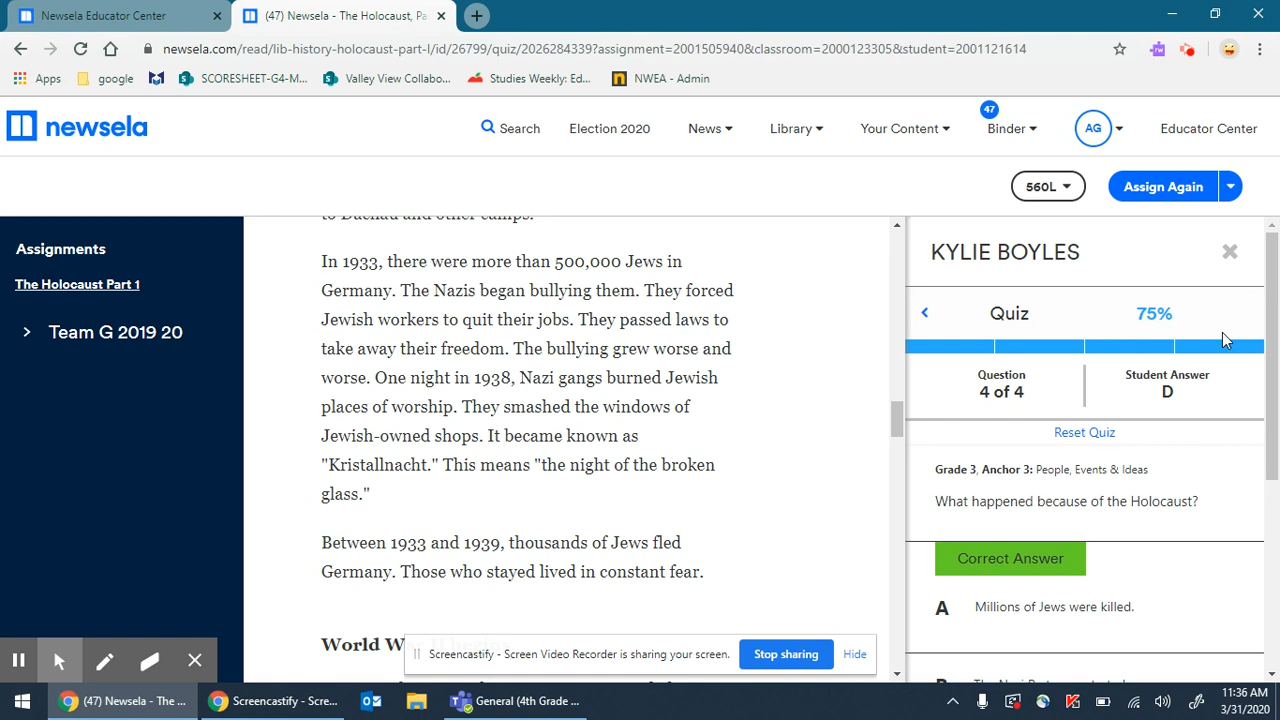 Newsela Educator Center
(47) Newsela - The Holocaust, Pa
newsela.com/read/lib-history-holocaust-part-I/id/26799/quiz/2026284339?assignment=2001505940&classroom=2000123305&student=2001121614
Apps
google
SCORESHEET-G4-M...
Valley View Collabo...
Studies Weekly: Ed...
NWEA - Admin
newsela
Search
Election 2020
News
Library
Your Content
47
Binder
AG
Educator Center
560L
Assign Again
Assignments
The Holocaust Part 1
Team G 2019 20
to Dachau and other camps.
In 1933, there were more than 500,000 Jews in
Germany. The Nazis began bullying them. They forced
Jewish workers to quit their jobs. They passed laws to
take away their freedom. The bullying grew worse and
worse. One night in 1938, Nazi gangs burned Jewish
places of worship. They smashed the windows of
Jewish-owned shops. It became known as
"Kristallnacht." This means "the night of the broken
glass."
Between 1933 and 1939, thousands of Jews fled
Germany. Those who stayed lived in constant fear.
World War
KYLIE BOYLES
Quiz
75%
Question
4 of 4
Student Answer
D
Reset Quiz
Grade 3, Anchor 3: People, Events & Ideas
What happened because of the Holocaust?
Correct Answer
A Millions of Jews were killed.
Screencastify - Screen Video Recorder is sharing your screen.
Stop sharing
Hide
(47) Newsela - The ...
Screencastify - Scre...
General (4th Grade ...
11:36 AM
3/31/2020